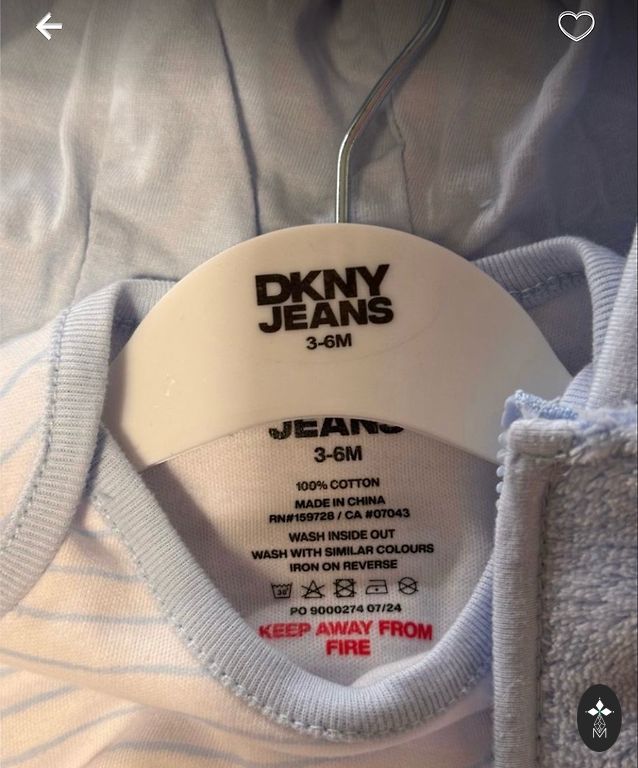 DKNY
JEANS
3-6M
JEANS
3-6M
100% COTTON
MADE IN CHINA
RN#159728 / CA #07043
WASH INSIDE OUT
WASH WITH SIMILAR COLOURS
IRON ON REVERSE
30
PO 9000274 07/24
KEEP AWAY FROM
FIRE
M